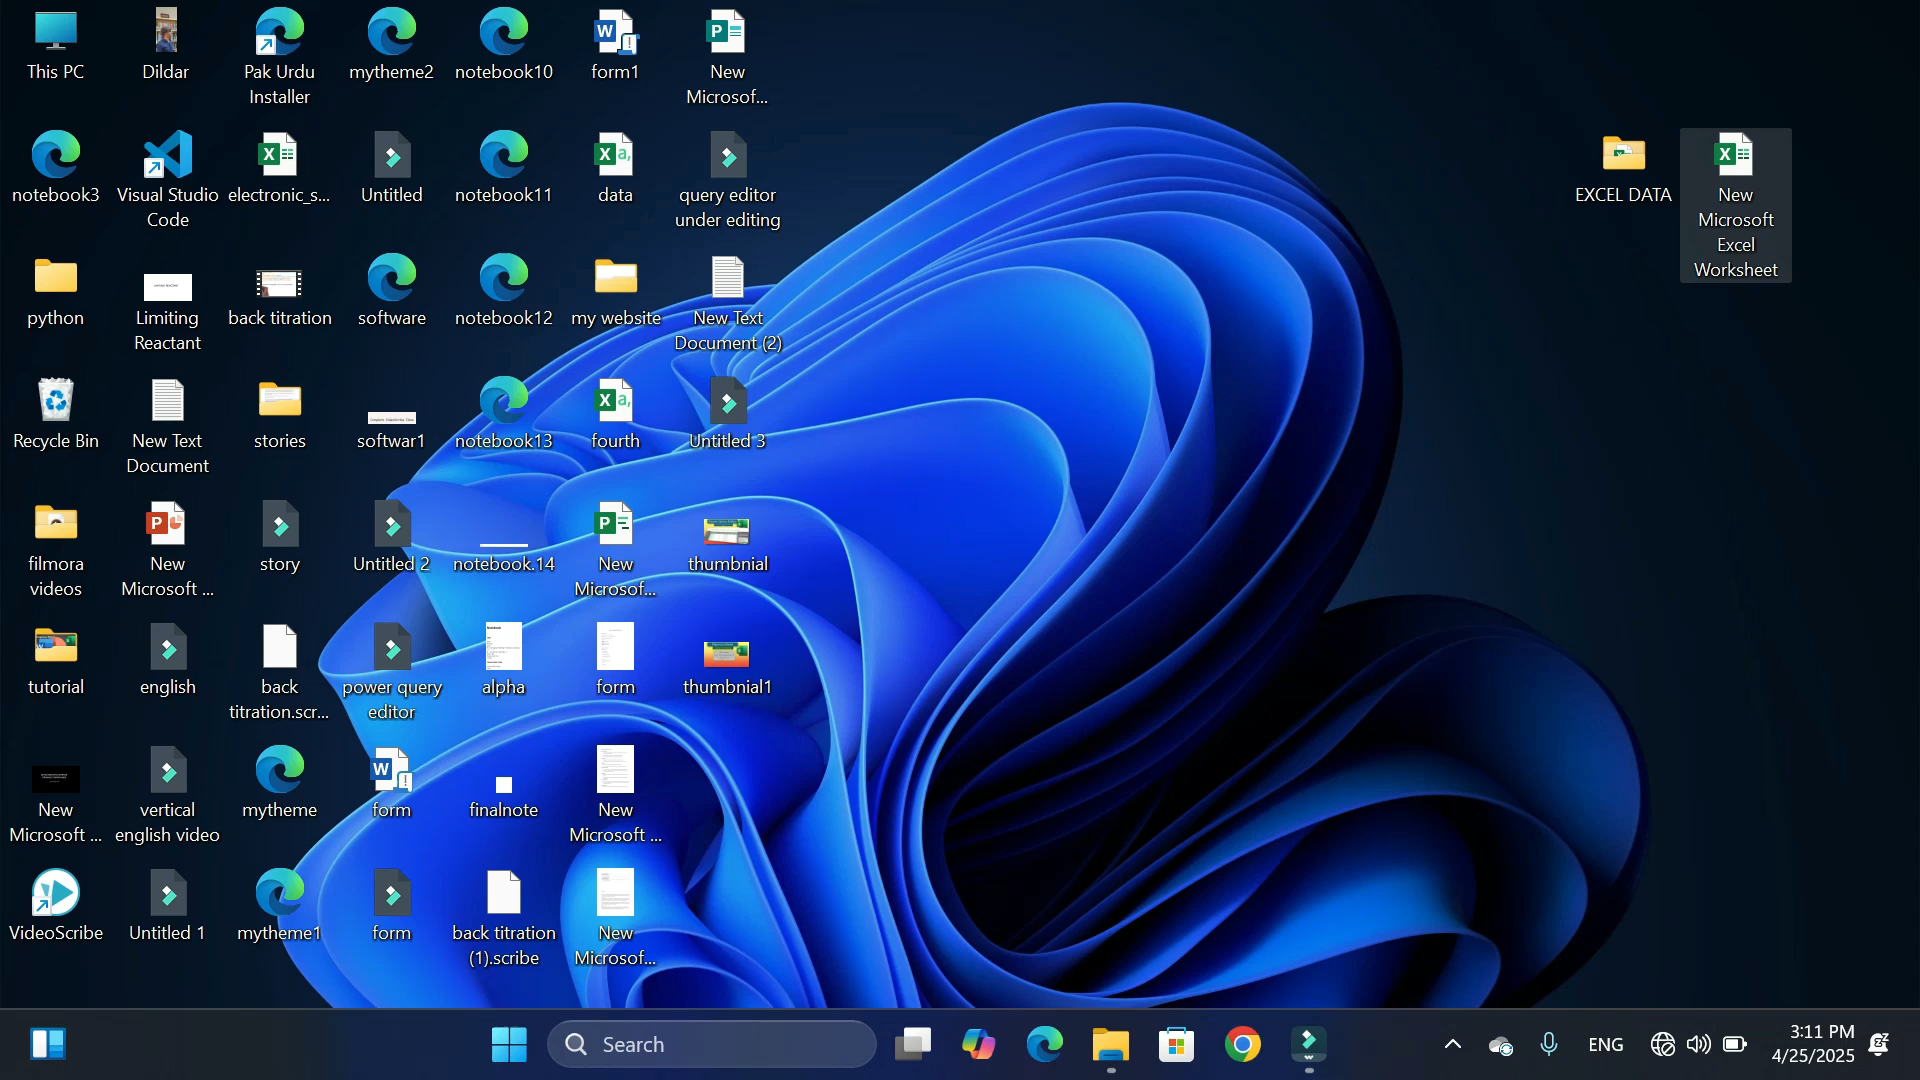 This PC
Dildar
Pak Urdu
Installer
mytheme2
notebook10
form1
New
Microsof...
notebook3
Visual Studio
Code
electronic_s...
Untitled
notebook11
data
query editor
under editing
EXCEL DATA
New
Microsoft
Excel
Worksheet
python
Limiting
Reactant
back titration
software
notebook12
my website
New Text
Document (2)
Recycle Bin
New Text
Document
stories
softwar1
notebook13
fourth
Untitled 3
filmora
videos
New
Microsoft ...
story
Untitled 2
notebook.14
New
Microsof...
thumbnial
tutorial
english
back
titration.scr...
power query
editor
alpha
form
thumbnial1
New
Microsoft ...
vertical
english video
mytheme
form
finalnote
New
Microsoft ...
VideoScribe
Untitled 1
mytheme1
form
back titration
(1).scribe
New
Microsof...
Search
ENG
3:11 PM
4/25/2025